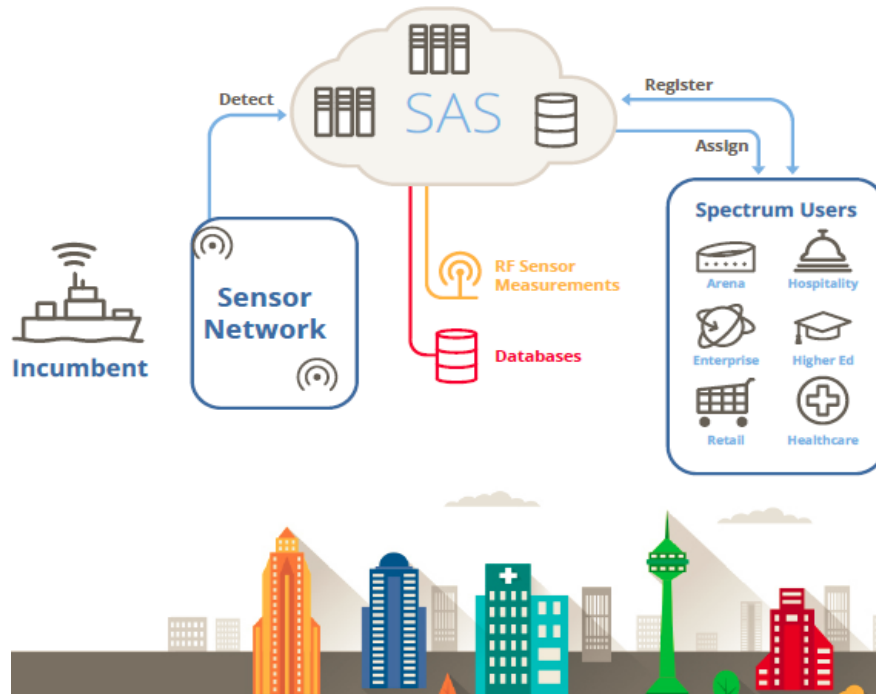 Detect
SAS
Register
Assign
Spectrum Users
Arena
Hospitality
Enterprise
Higher Ed
Retail
Healthcare
Sensor
Network
Incumbent
RF Sensor
Measurements
Databases